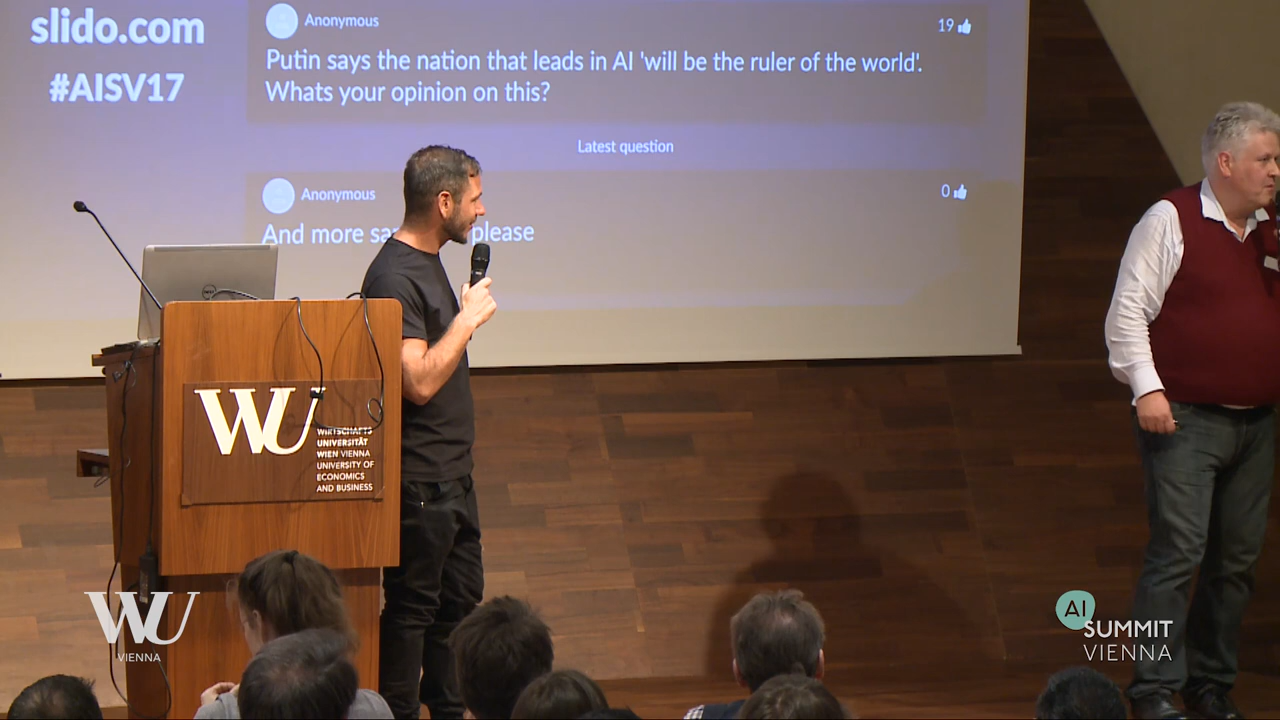 slido.com
#AISV17
Anonymous
19
Putin says the nation that leads in AI 'will be the ruler of the world'.
Whats your opinion on this?
Latest question
Anonymous
0
And more please
WU
WIRTSCHAFTS
UNIVERSITÄT
WIEN VIENNA
UNIVERSITY OF
ECONOMICS
AND BUSINESS
WU
VIENNA
AI
SUMMIT
VIENNA